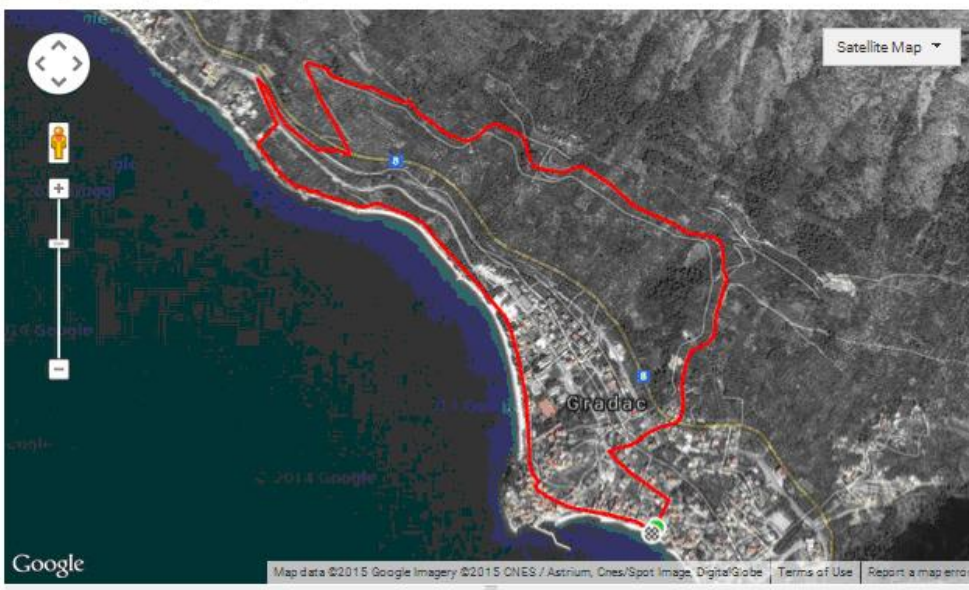 Satellite Map
8
8
Gradac
© 2014 Google
Google
Map data ©2015 Google Imagery ©2015 CNES / Astrium, Cnes/Spot Image, DigitalGlobe
Terms of Use
Report a map erro